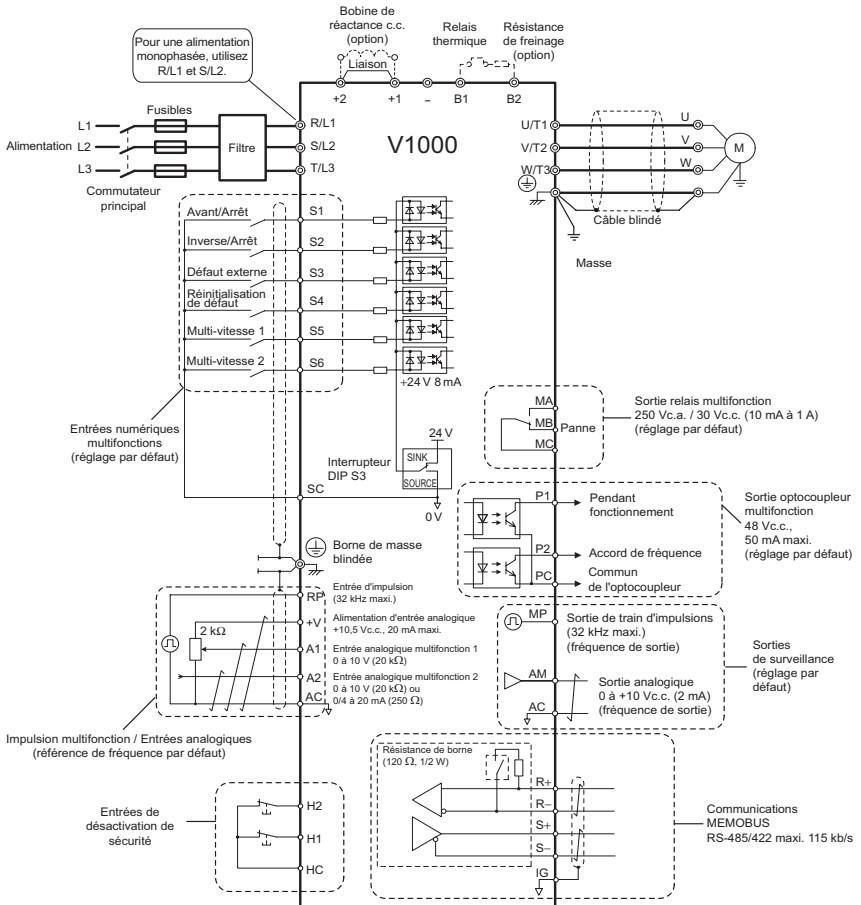 Bobine de
réactance c.c.
(option)
Liaison
Relais
thermique
Résistance
de freinage
(option)
Pour une alimentation
monophasée, utilisez
R/L1 et S/L2.
+2
+1
–
B1
B2
Fusibles
L1
Alimentation L2
L3
Filtre
R/L1
S/L2
T/L3
V1000
U/T1
V/T2
W/T3
U
V
W
M
Commutateur
principal
Câble blindé
Masse
Avant/Arrêt
S1
Inverse/Arrêt
S2
Défaut externe
S3
Réinitialisation
de défaut
S4
Multi-vitesse 1
S5
Multi-vitesse 2
S6
+24 V 8 mA
Entrées numériques
multifonctions
(réglage par défaut)
24 V
Interrupteur
DIP S3
SINK
SOURCE
SC
0 V
MA
MB
MC
Panne
Sortie relais multifonction
250 Vc.a. / 30 Vc.c. (10 mA à 1 A)
(réglage par défaut)
P1
Pendant
fonctionnement
P2
Accord de fréquence
PC
Commun
de l'optocoupleur
Sortie optocoupleur
multifonction
48 Vc.c.,
50 mA maxi.
(réglage par défaut)
Borne de masse
blindée
RP
Entrée d'impulsion
(32 kHz maxi.)
+V
Alimentation d'entrée analogique
+10,5 Vc.c., 20 mA maxi.
2 kΩ
A1
Entrée analogique multifonction 1
0 à 10 V (20 kΩ)
A2
Entrée analogique multifonction 2
0 à 10 V (20 kΩ) ou
0/4 à 20 mA (250 Ω)
AC
Impulsion multifonction / Entrées analogiques
(référence de fréquence par défaut)
MP
Sortie de train d'impulsions
(32 kHz maxi.)
(fréquence de sortie)
AM
Sortie analogique
0 à +10 Vc.c. (2 mA)
(fréquence de sortie)
AC
Sorties
de surveillance
(réglage par
défaut)
Entrées de
désactivation de
sécurité
H2
H1
HC
Résistance de borne
(120 Ω, 1/2 W)
R+
R–
S+
S–
IG
Communications
MEMOBUS
RS-485/422 maxi. 115 kb/s